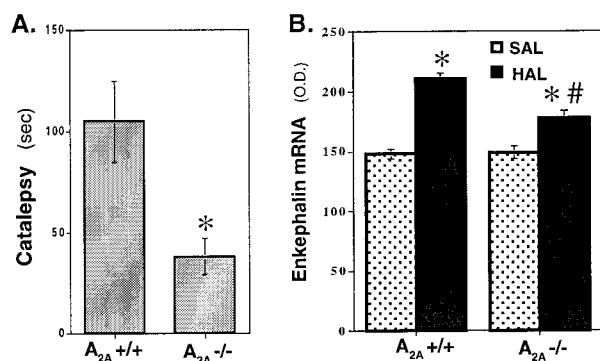 A.
Catalepsy (sec)
150
100
50
0
*
A2A +/+
A2A -/-
B.
Enkephalin mRNA (O.D.)
250
200
150
100
50
0
SAL
HAL
*
* #
A2A +/+
A2A -/-